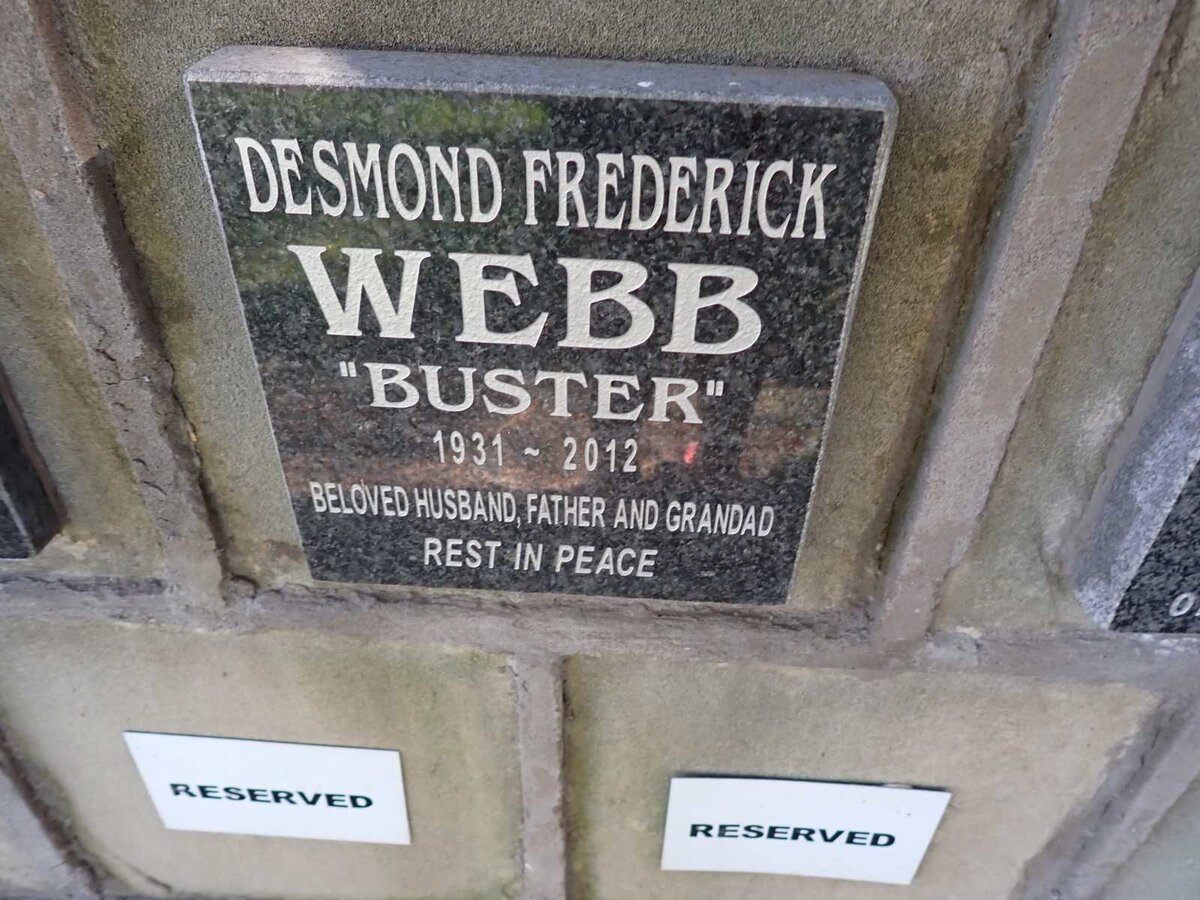 DESMOND FREDERICK
WEBB
"BUSTER"
1931 ~ 2012
BELOVED HUSBAND, FATHER AND GRANDAD
REST IN PEACE
RESERVED
RESERVED